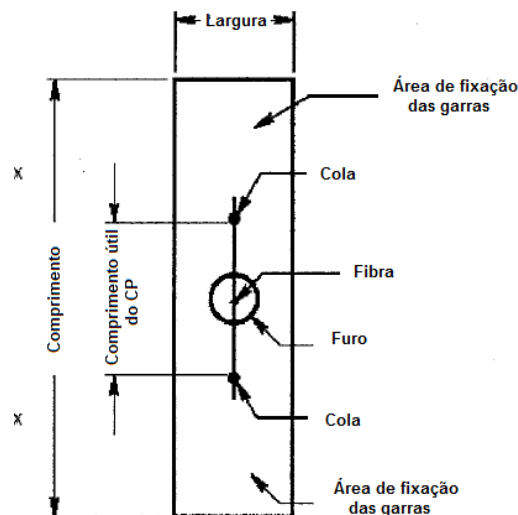 Largura
Área de fixação
das garras
X
Cola
Comprimento
Comprimento útil
do CP
Fibra
Furo
X
Cola
Área de fixação
das garras